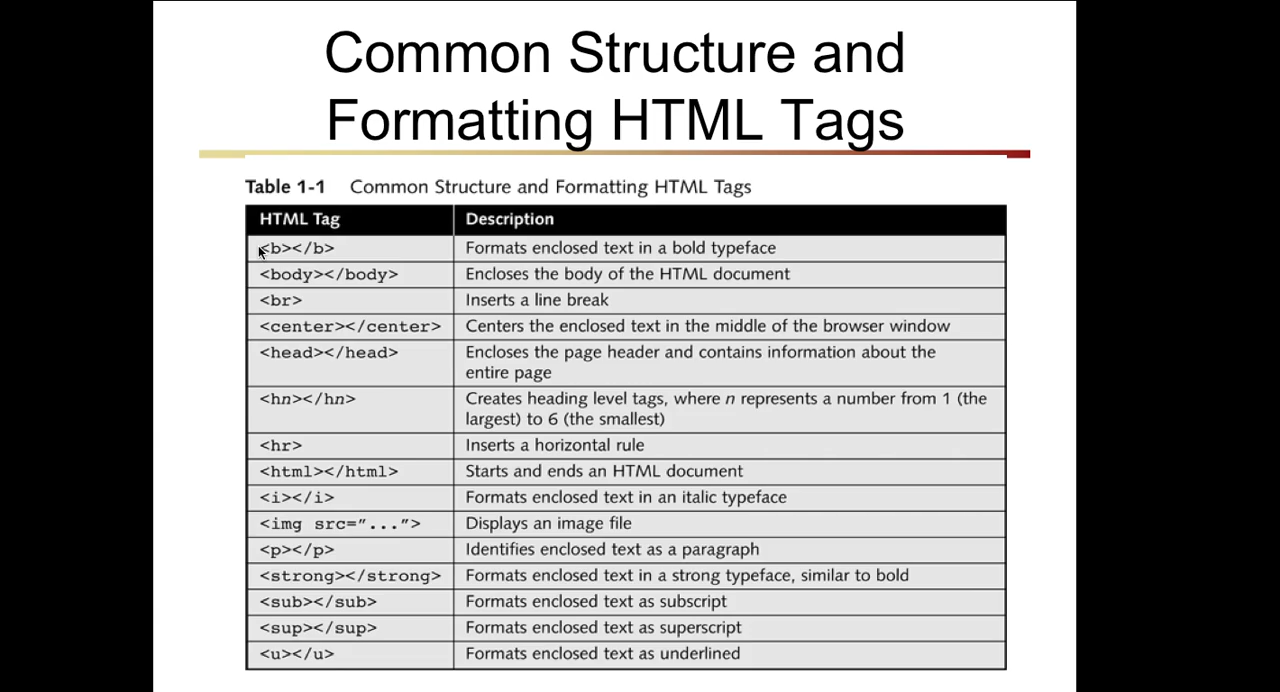 Common Structure and
Formatting HTML Tags
Table 1-1 Common Structure and Formatting HTML Tags
HTML Tag Description
<b></b> Formats enclosed text in a bold typeface
<body></body> Encloses the body of the HTML document
<br> Inserts a line break
<center></center> Centers the enclosed text in the middle of the browser window
<head></head> Encloses the page header and contains information about the
entire page
<hn></hn> Creates heading level tags, where n represents a number from 1 (the
largest) to 6 (the smallest)
<hr> Inserts a horizontal rule
<html></html> Starts and ends an HTML document
<i></i> Formats enclosed text in an italic typeface
<img src="..."> Displays an image file
<p></p> Identifies enclosed text as a paragraph
<strong></strong> Formats enclosed text in a strong typeface, similar to bold
<sub></sub> Formats enclosed text as subscript
<sup></sup> Formats enclosed text as superscript
<u></u> Formats enclosed text as underlined